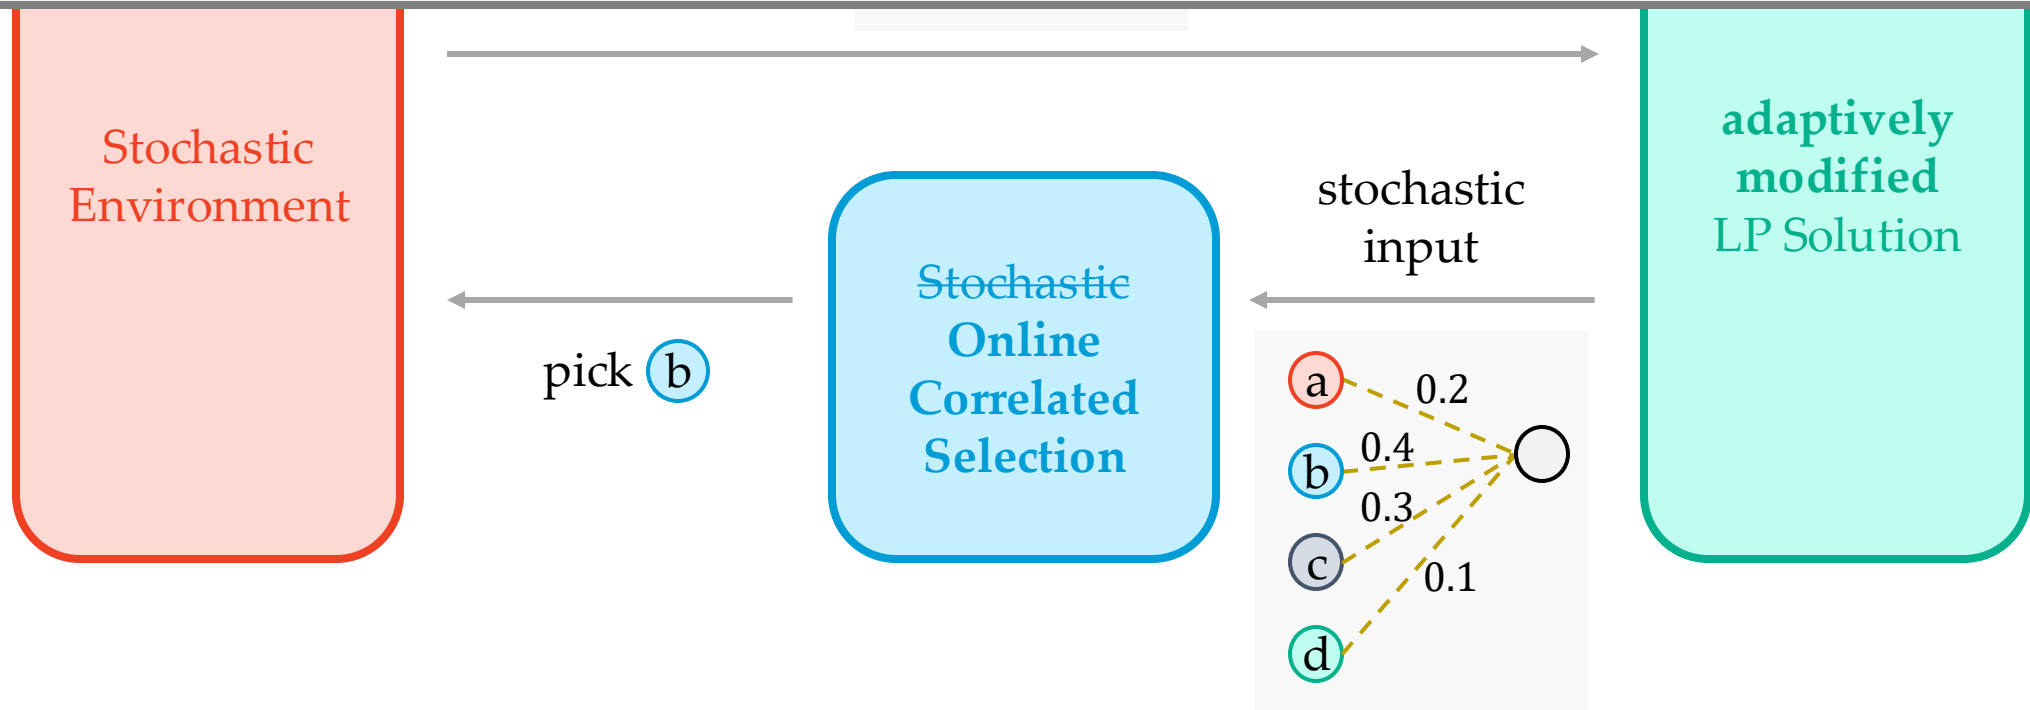 Stochastic
Environment
pick b
Stochastic
Online
Correlated
Selection
stochastic
input
a
0.2
b
0.4
0.3
c
0.1
d
adaptively
modified
LP Solution